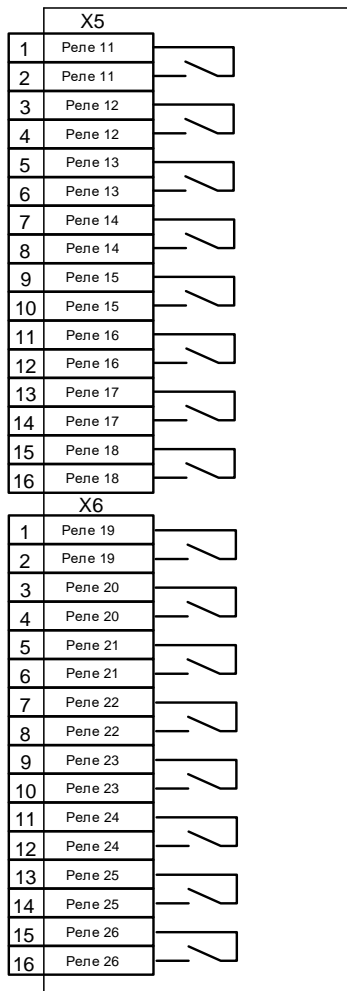 X5
1 Реле 11
2 Реле 11
3 Реле 12
4 Реле 12
5 Реле 13
6 Реле 13
7 Реле 14
8 Реле 14
9 Реле 15
10 Реле 15
11 Реле 16
12 Реле 16
13 Реле 17
14 Реле 17
15 Реле 18
16 Реле 18
X6
1 Реле 19
2 Реле 19
3 Реле 20
4 Реле 20
5 Реле 21
6 Реле 21
7 Реле 22
8 Реле 22
9 Реле 23
10 Реле 23
11 Реле 24
12 Реле 24
13 Реле 25
14 Реле 25
15 Реле 26
16 Реле 26